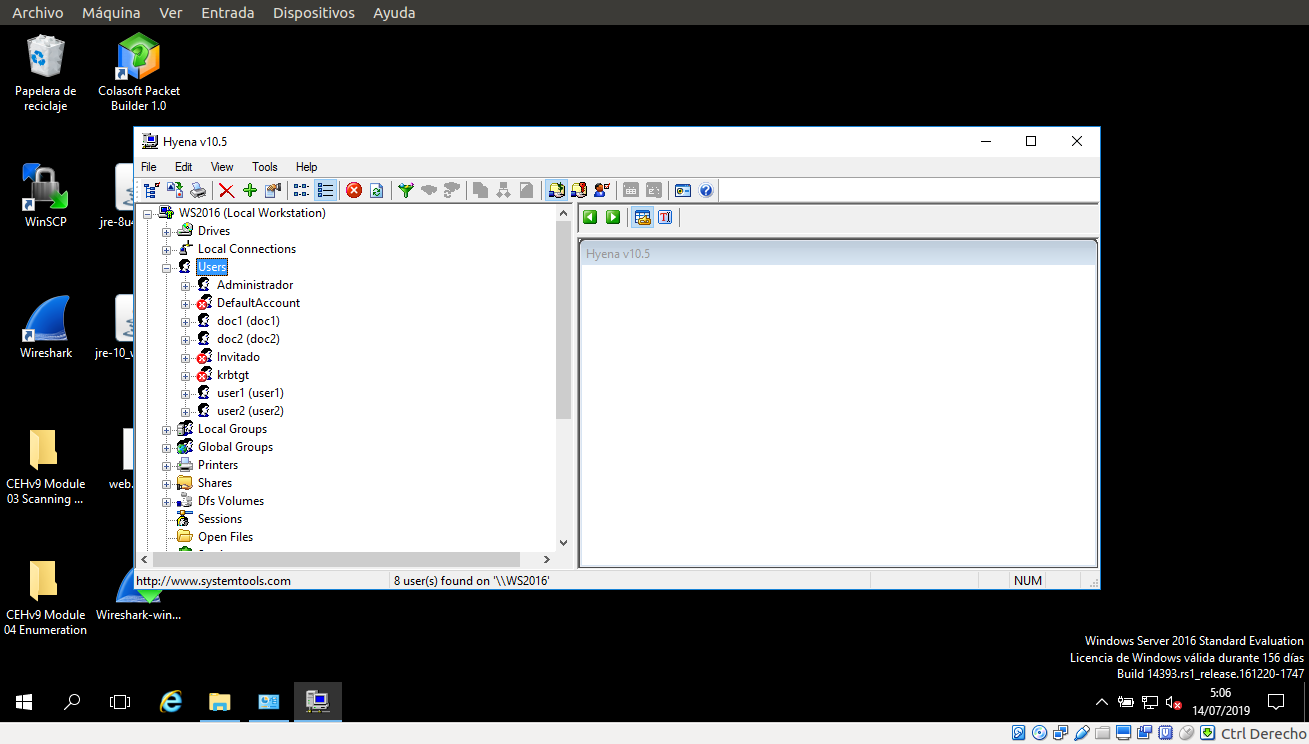 Archivo Máquina Ver Entrada Dispositivos Ayuda
Papelera de
reciclaje
Colasoft Packet
Builder 1.0
WinSCP
jre-8u4
Wireshark
jre-10_
CEHv9 Module
03 Scanning ...
web.
CEHv9 Module
04 Enumeration
Wireshark-win...
Hyena v10.5
File Edit View Tools Help
WS2016 (Local Workstation)
Drives
Local Connections
Users
Administrador
DefaultAccount
doc1 (doc1)
doc2 (doc2)
Invitado
krbtgt
user1 (user1)
user2 (user2)
Local Groups
Global Groups
Printers
Shares
Dfs Volumes
Sessions
Open Files
Hyena v10.5
http://www.systemtools.com
8 user(s) found on '\\WS2016'
NUM
Windows Server 2016 Standard Evaluation
Licencia de Windows válida durante 156 días
Build 14393.rs1_release.161220-1747
5:06
14/07/2019
Ctrl Derecho